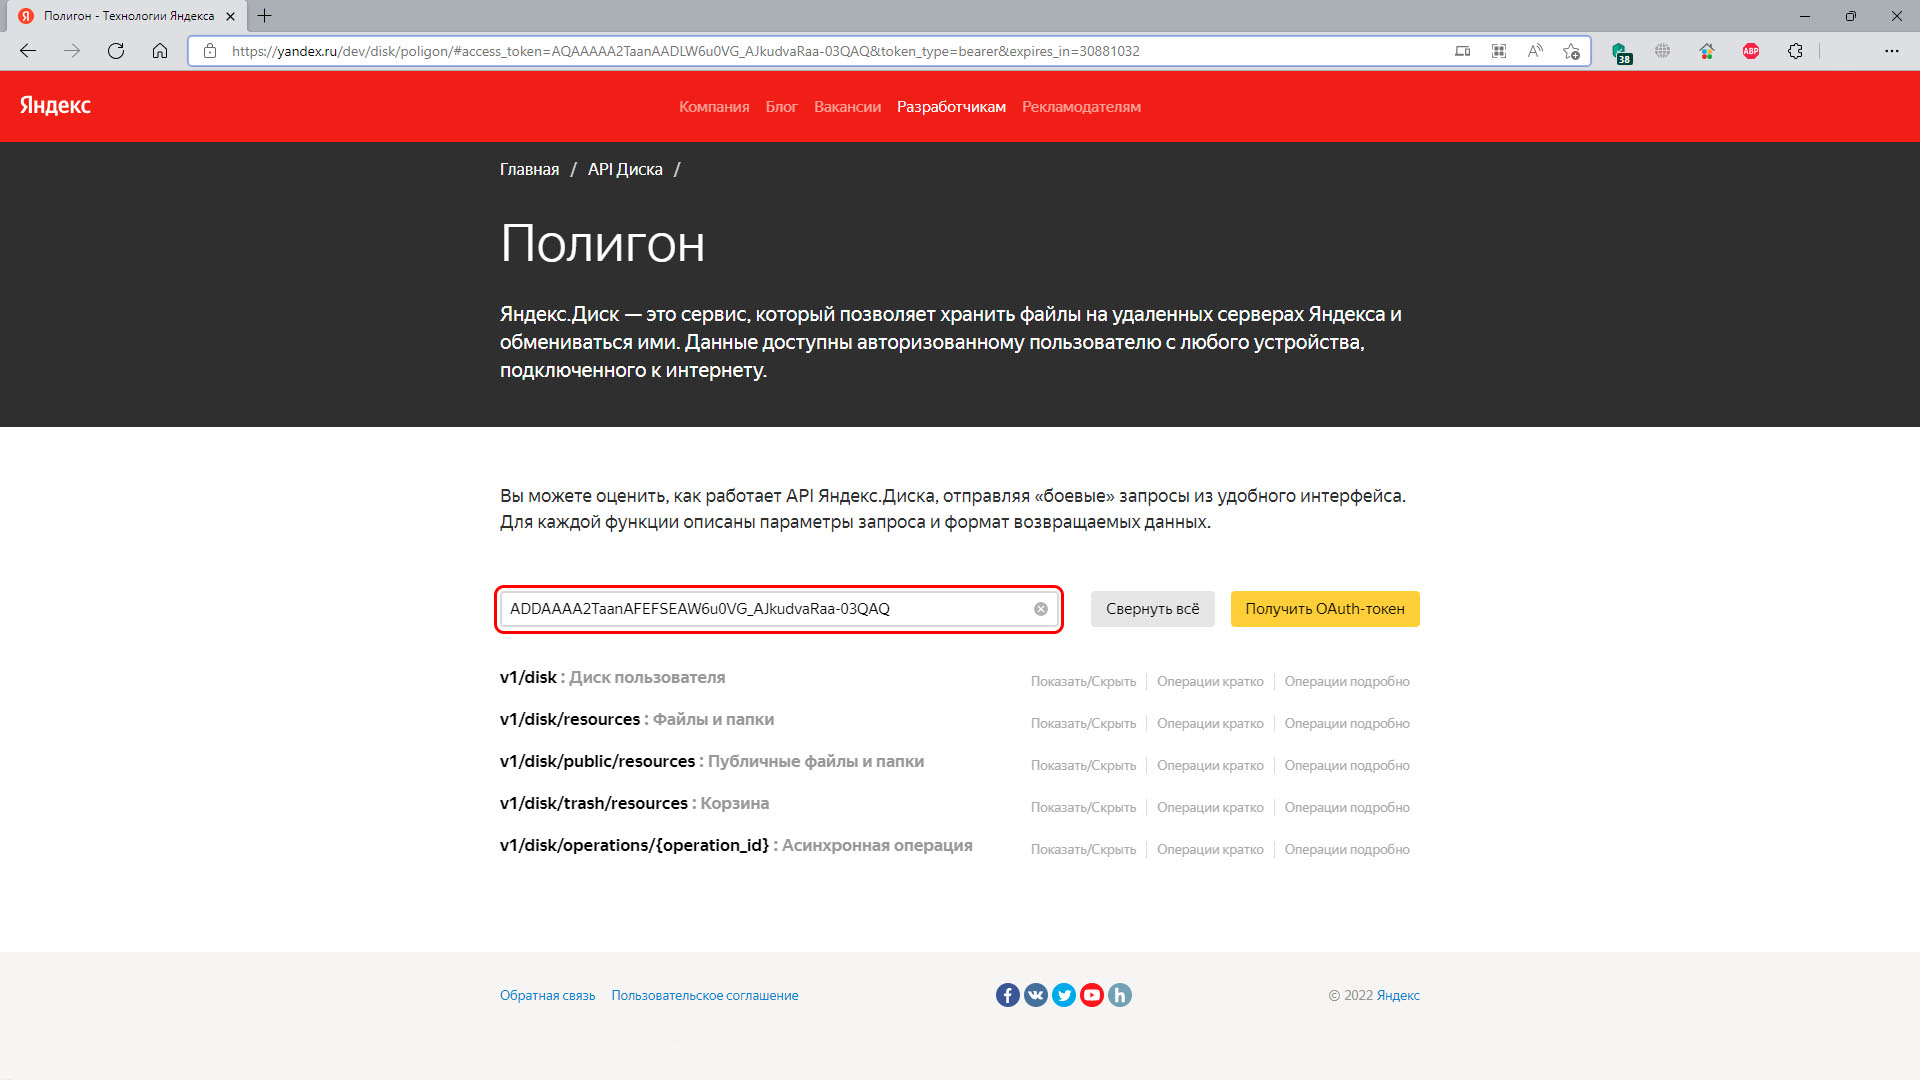 Полигон - Технологии Яндекса
https://yandex.ru/dev/disk/poligon/#access_token=AQAAAAA2TaanAADLW6u0VG_AJkudvaRaa-03QAQ&token_type=bearer&expires_in=30881032
38
ABP
Яндекс
Компания Блог Вакансии Разработчикам Рекламодателям
Главная / API Диска /
Полигон
Яндекс.Диск — это сервис, который позволяет хранить файлы на удаленных серверах Яндекса и
обмениваться ими. Данные доступны авторизованному пользователю с любого устройства,
подключенного к интернету.
Вы можете оценить, как работает API Яндекс.Диска, отправляя «боевые» запросы из удобного интерфейса.
Для каждой функции описаны параметры запроса и формат возвращаемых данных.
ADDAAAA2TaanAFEFSEAW6u0VG_AJkudvaRaa-03QAQ Свернуть всё Получить OAuth-токен
v1/disk : Диск пользователя Показать/Скрыть Операции кратко Операции подробно
v1/disk/resources : Файлы и папки Показать/Скрыть Операции кратко Операции подробно
v1/disk/public/resources : Публичные файлы и папки Показать/Скрыть Операции кратко Операции подробно
v1/disk/trash/resources : Корзина Показать/Скрыть Операции кратко Операции подробно
v1/disk/operations/{operation_id} : Асинхронная операция Показать/Скрыть Операции кратко Операции подробно
Обратная связь Пользовательское соглашение © 2022 Яндекс